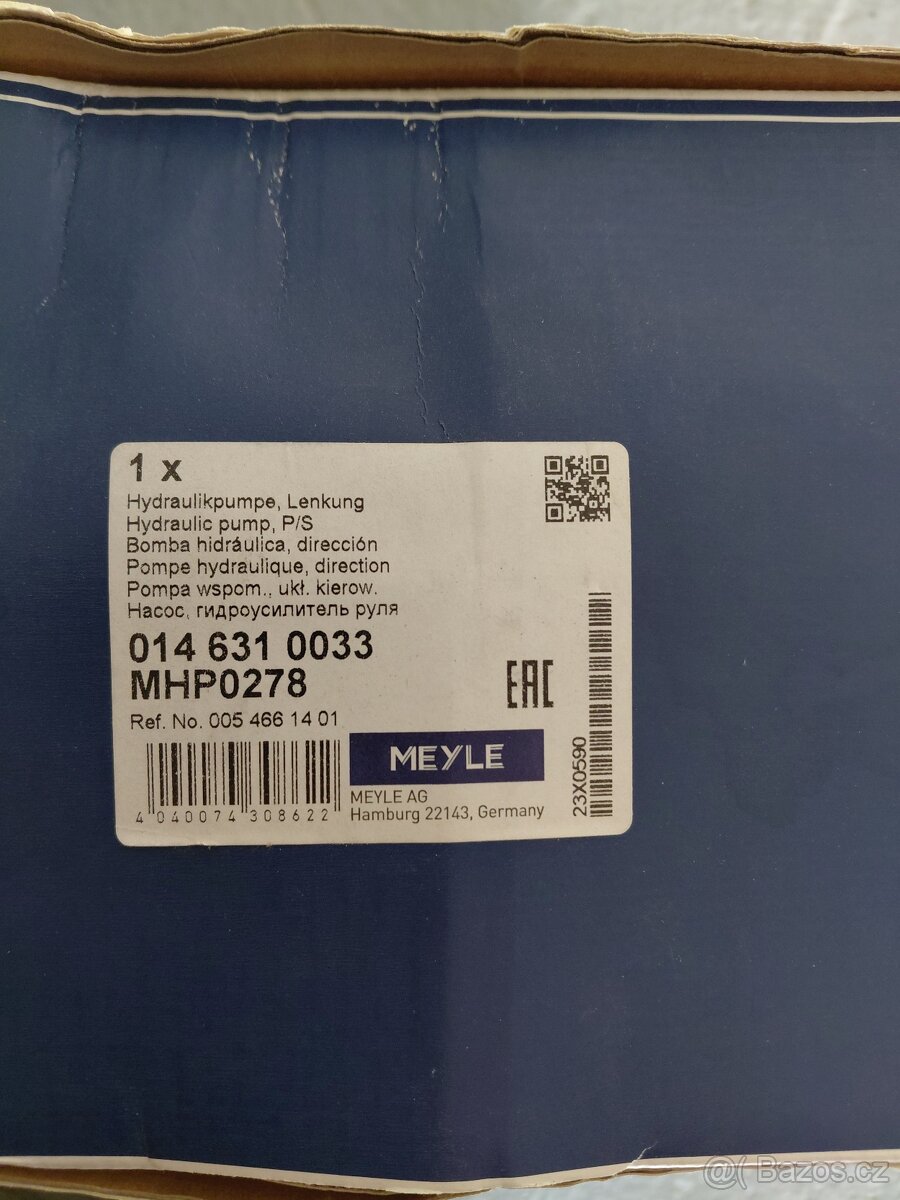 1 x
Hydraulikpumpe, Lenkung
Hydraulic pump, P/S
Bomba hidráulica, dirección
Pompe hydraulique, direction
Pompa wspom., ukł. kierow.
Насос, гидроусилитель руля
014 631 0033
MHP0278
Ref. No. 005 466 14 01
EAC
MEYLE
MEYLE AG
Hamburg 22143, Germany
4 040074 308622
23X0590
@( Bazos.cz